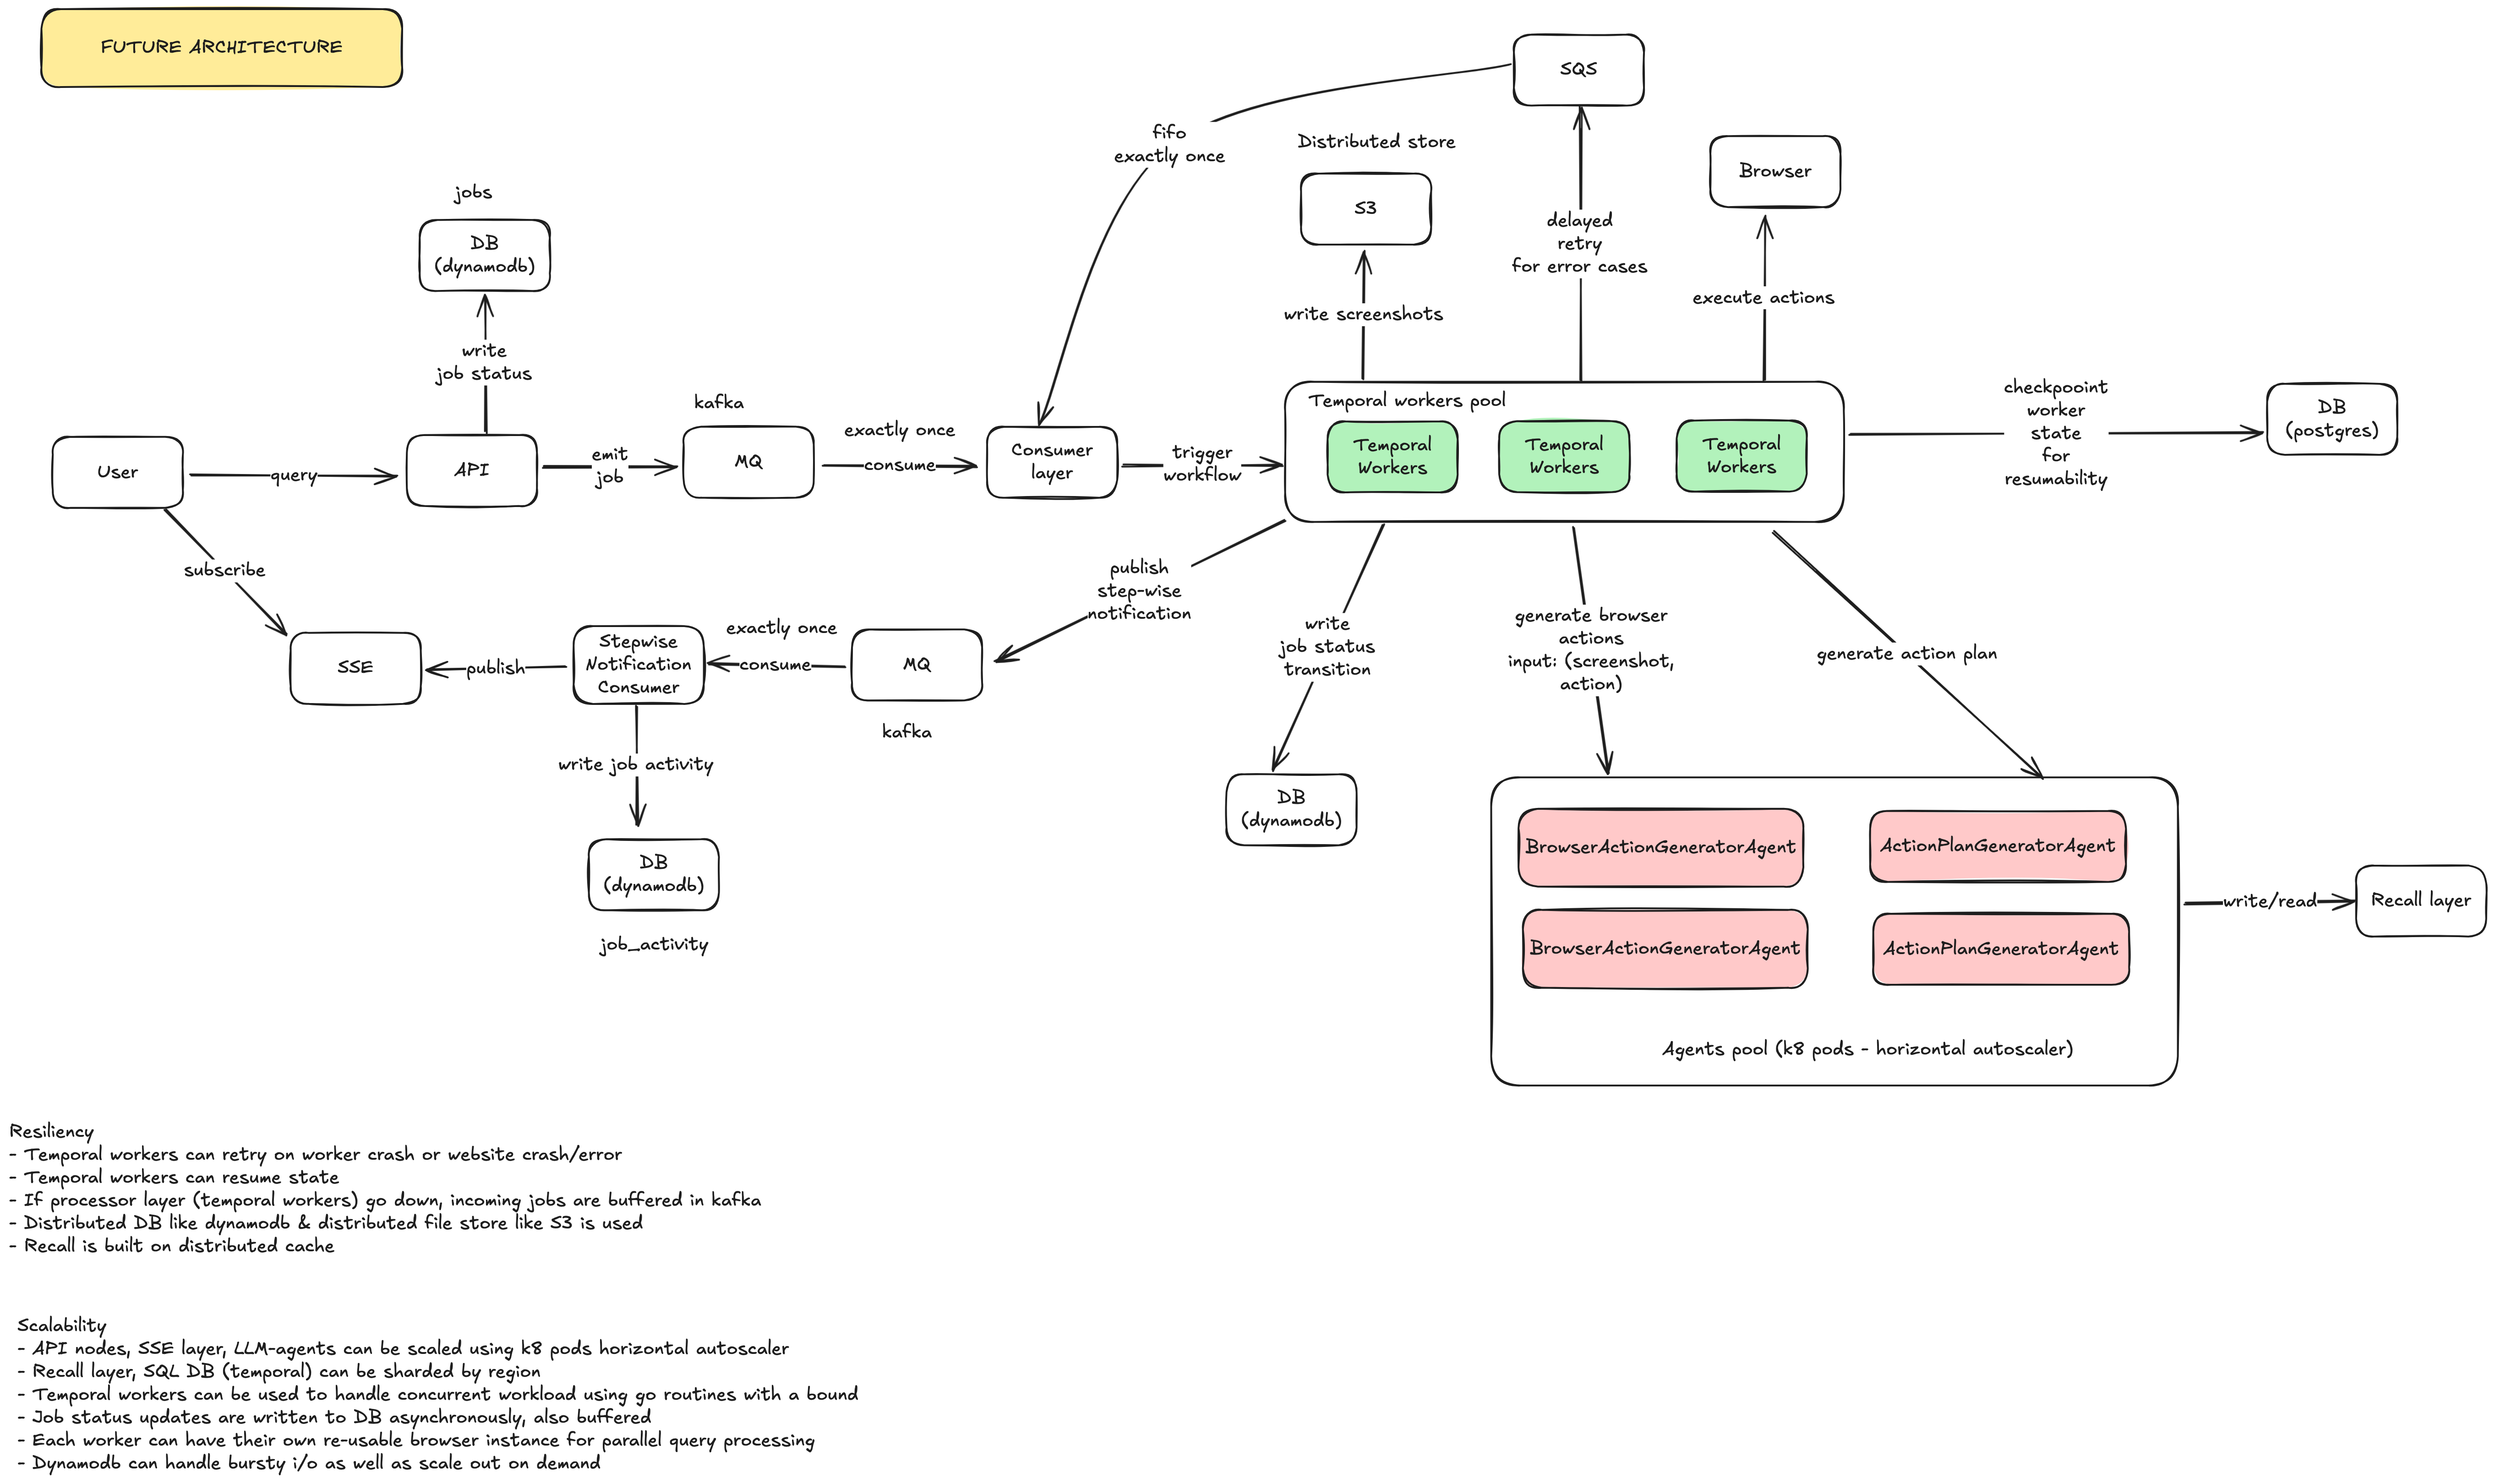 FUTURE ARCHITECTURE
SQS
fifo
exactly once
Distributed store
S3
Browser
jobs
DB
(dynamodb)
delayed
retry
for error cases
write screenshots
execute actions
write
job status
kafka
Temporal workers pool
checkpooint
worker
state
for
resumability
DB
(postgres)
User
query
API
emit
job
MQ
exactly once
consume
Consumer
layer
trigger
workflow
Temporal
Workers
Temporal
Workers
Temporal
Workers
subscribe
publish
step-wise
notification
SSE
publish
Stepwise
Notification
Consumer
exactly once
consume
MQ
kafka
write
job status
transition
generate browser
actions
input: (screenshot,
action)
generate action plan
write job activity
DB
(dynamodb)
DB
(dynamodb)
job_activity
BrowserActionGeneratorAgent
ActionPlanGeneratorAgent
BrowserActionGeneratorAgent
ActionPlanGeneratorAgent
write/read
Recall layer
Agents pool (k8 pods - horizontal autoscaler)
Resiliency
- Temporal workers can retry on worker crash or website crash/error
- Temporal workers can resume state
- If processor layer (temporal workers) go down, incoming jobs are buffered in kafka
- Distributed DB like dynamodb & distributed file store like S3 is used
- Recall is built on distributed cache
Scalability
- API nodes, SSE layer, LLM-agents can be scaled using k8 pods horizontal autoscaler
- Recall layer, SQL DB (temporal) can be sharded by region
- Temporal workers can be used to handle concurrent workload using go routines with a bound
- Job status updates are written to DB asynchronously, also buffered
- Each worker can have their own re-usable browser instance for parallel query processing
- Dynamodb can handle bursty i/o as well as scale out on demand